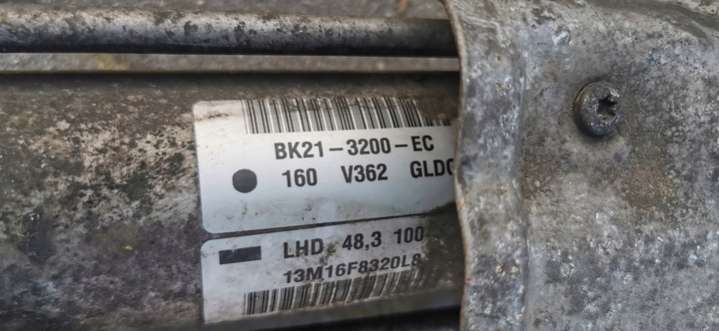 BK21-3200-EC
160 V362 GLDC
LHD 48,3 100
13M16F8320L8